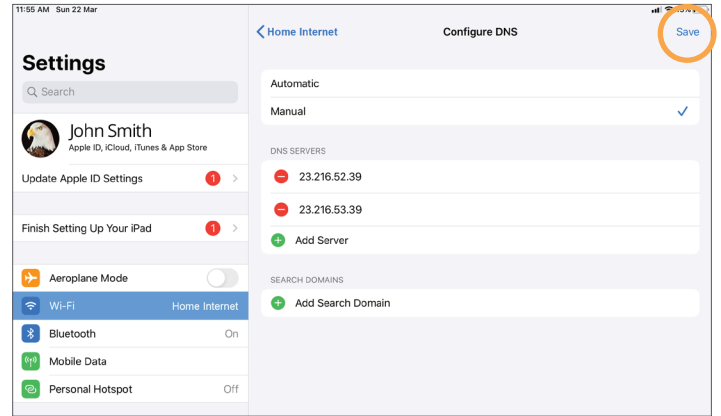 11:55 AM Sun 22 Mar
Home Internet
Configure DNS
Save
Settings
Search
John Smith
Apple ID, iCloud, iTunes & App Store
Update Apple ID Settings
1
Finish Setting Up Your iPad
1
Aeroplane Mode
Wi-Fi
Home Internet
Bluetooth
On
Mobile Data
Personal Hotspot
Off
Automatic
Manual
DNS SERVERS
23.216.52.39
23.216.53.39
Add Server
SEARCH DOMAINS
Add Search Domain